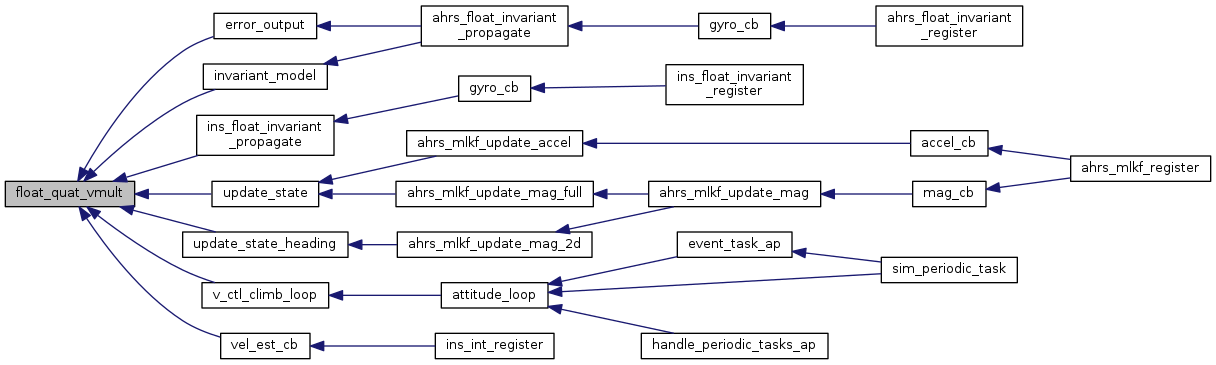 error_output
ahrs_float_invariant
_propagate
gyro_cb
ahrs_float_invariant
_register
invariant_model
gyro_cb
ins_float_invariant
_register
ins_float_invariant
_propagate
ahrs_mlkf_update_accel
accel_cb
ahrs_mlkf_register
float_quat_vmult
update_state
ahrs_mlkf_update_mag_full
ahrs_mlkf_update_mag
mag_cb
update_state_heading
ahrs_mlkf_update_mag_2d
event_task_ap
sim_periodic_task
v_ctl_climb_loop
attitude_loop
vel_est_cb
ins_int_register
handle_periodic_tasks_ap